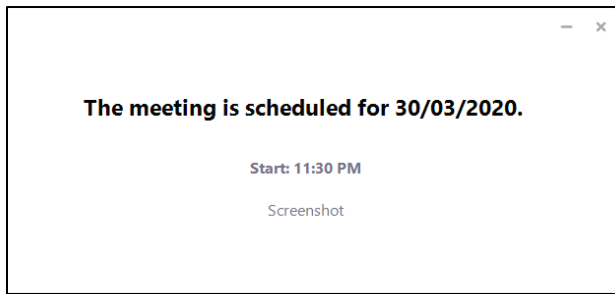 The meeting is scheduled for 30/03/2020.
Start: 11:30 PM
Screenshot